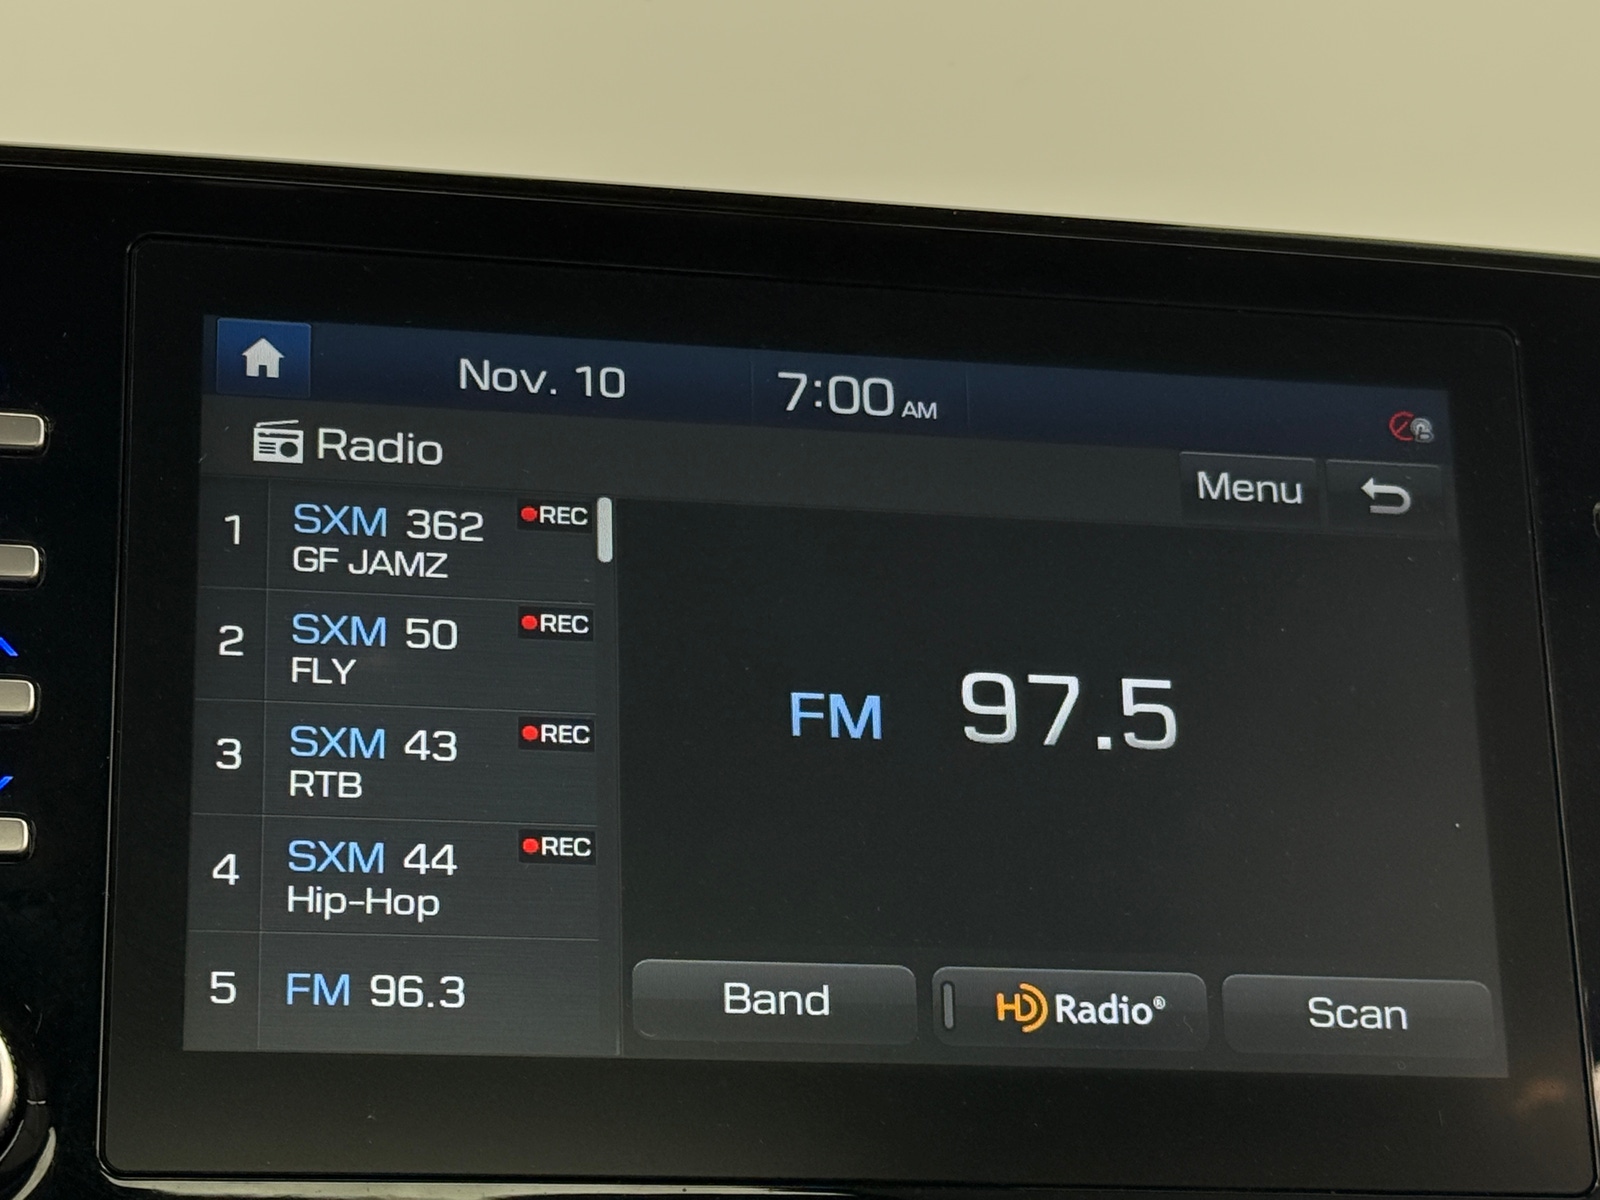 Nov. 10 7:00 AM
Radio
Menu
1 SXM 362 REC
GF JAMZ
2 SXM 50 REC
FLY
3 SXM 43 REC
RTB
4 SXM 44 REC
Hip-Hop
5 FM 96.3
FM 97.5
Band
HD Radio®
Scan